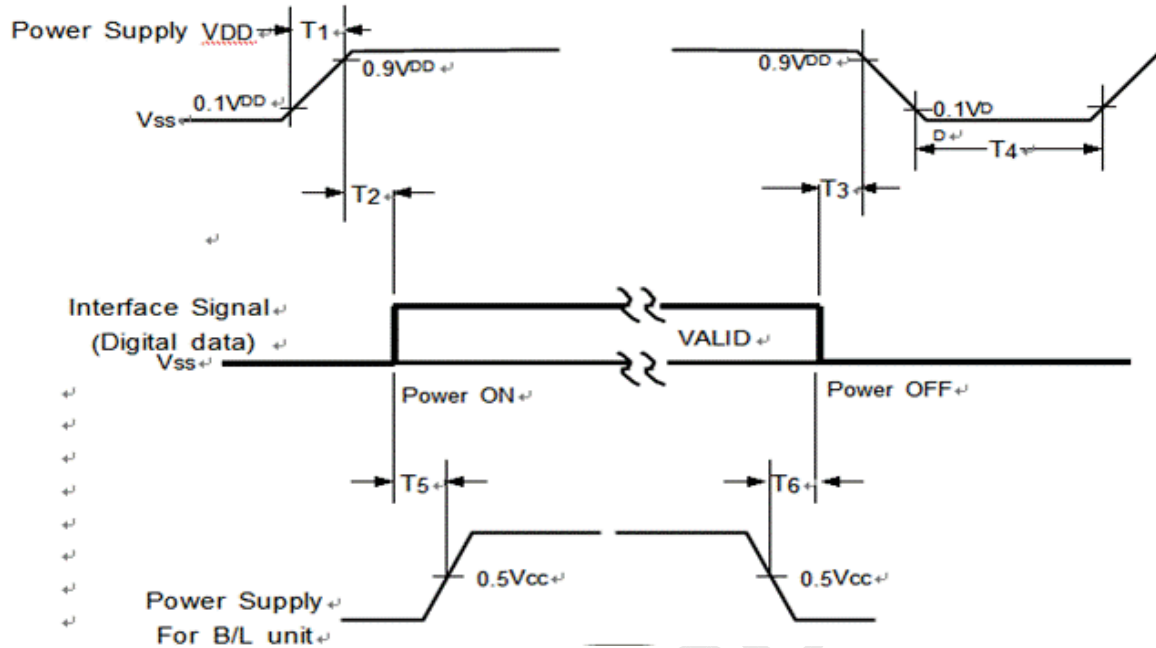 Power Supply VDD↵
T1
0.9VDD ↵
0.1VDD ↵
Vss↵
0.9VDD ↵
0.1VD
D↵
T4↵
T2↵
T3↵
↵
Interface Signal↵
(Digital data) ↵
Vss↵
VALID ↵
↵
Power ON↵
Power OFF↵
↵
↵
↵
T5↵
T6↵
↵
↵
↵
0.5Vcc↵
0.5Vcc↵
Power Supply↵
↵
For B/L unit↵